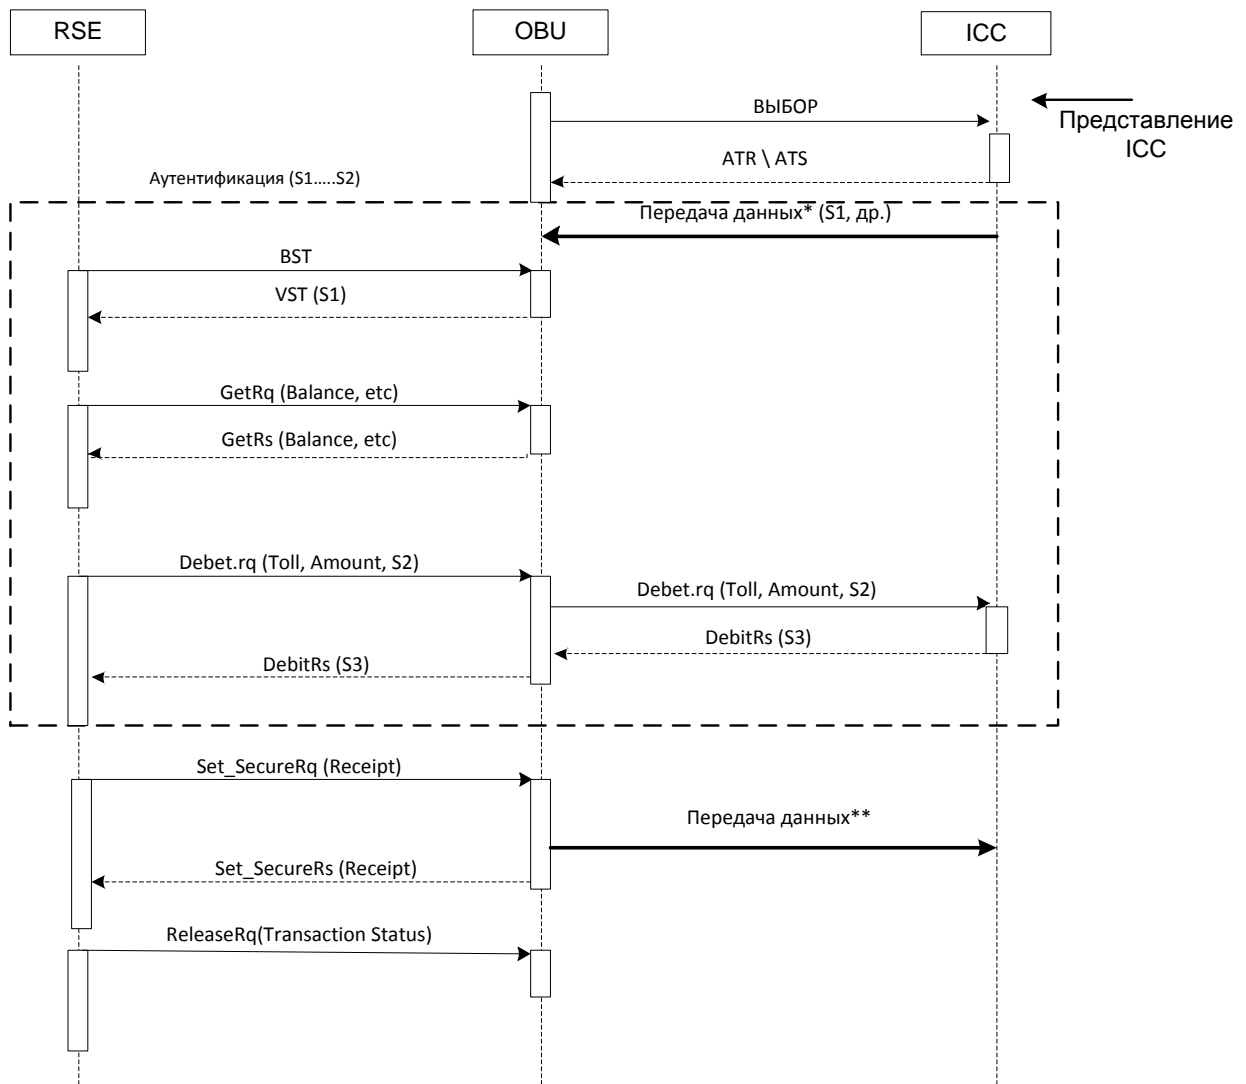 RSE
OBU
ICC
ВЫБОР
Представление
ICC
ATR \ ATS
Аутентификация (S1.....S2)
Передача данных* (S1, др.)
BST
VST (S1)
GetRq (Balance, etc)
GetRs (Balance, etc)
Debet.rq (Toll, Amount, S2)
Debet.rq (Toll, Amount, S2)
DebitRs (S3)
DebitRs (S3)
Set_SecureRq (Receipt)
Передача данных**
Set_SecureRs (Receipt)
ReleaseRq(Transaction Status)